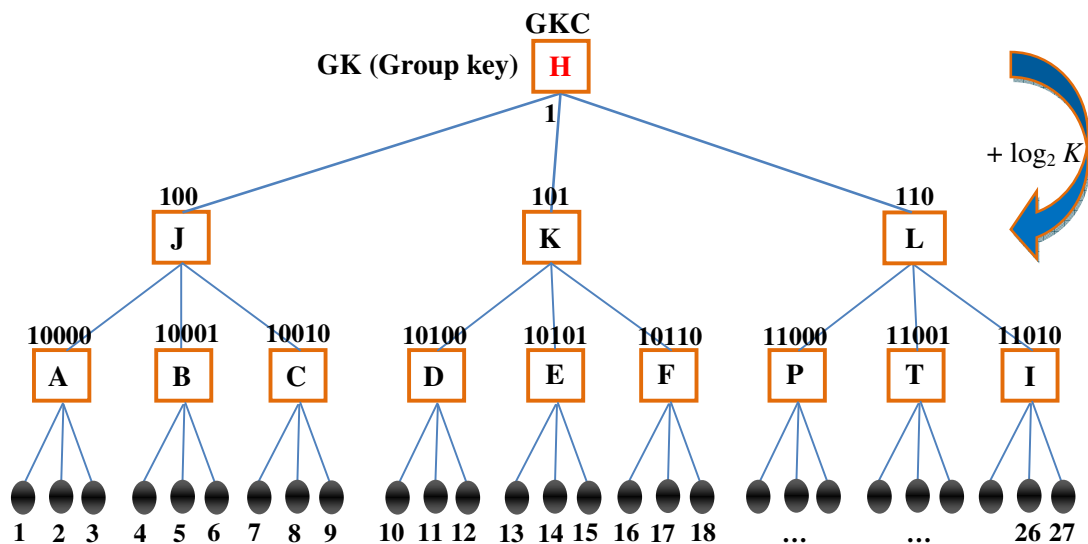 GKC
GK (Group key) H
1
+ log₂ K
100 101 110
J K L
10000 10001 10010 10100 10101 10110 11000 11001 11010
A B C D E F P T I
1 2 3 4 5 6 7 8 9 10 11 12 13 14 15 16 17 18 ... ... 26 27